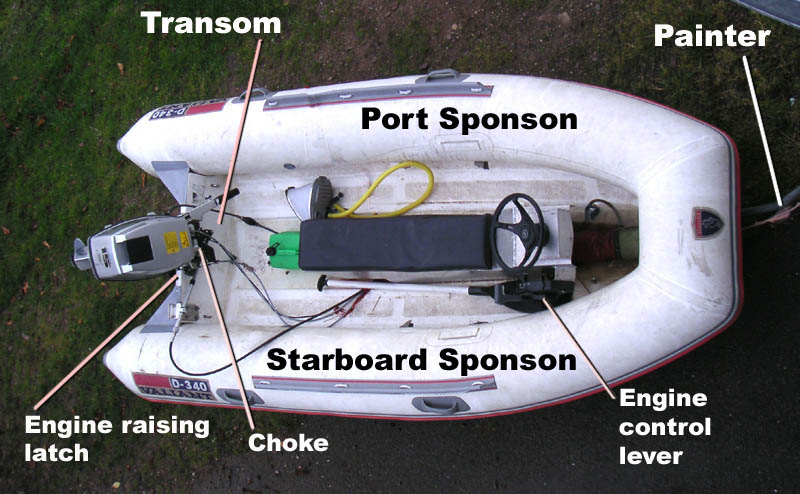 Transom
Painter
D-340
Port Sponson
Starboard Sponson
D-340
VALIANT
Engine raising
latch
Choke
Engine
control
lever